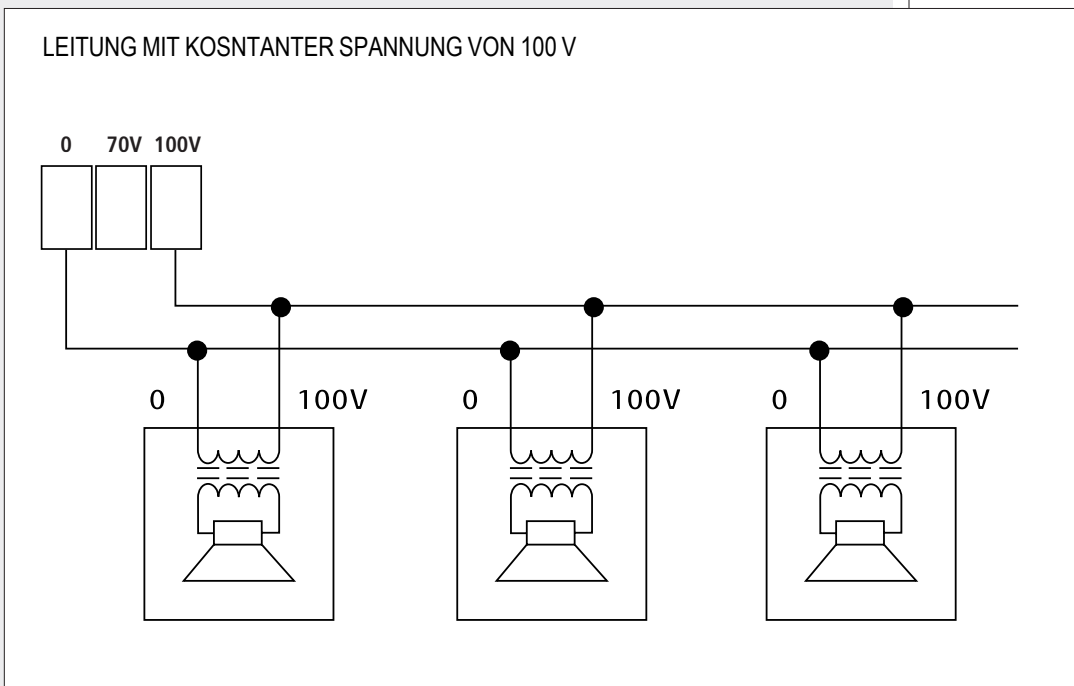 LEITUNG MIT KOSNTANTER SPANNUNG VON 100 V
0 70V 100V
0 100V 0 100V 0 100V